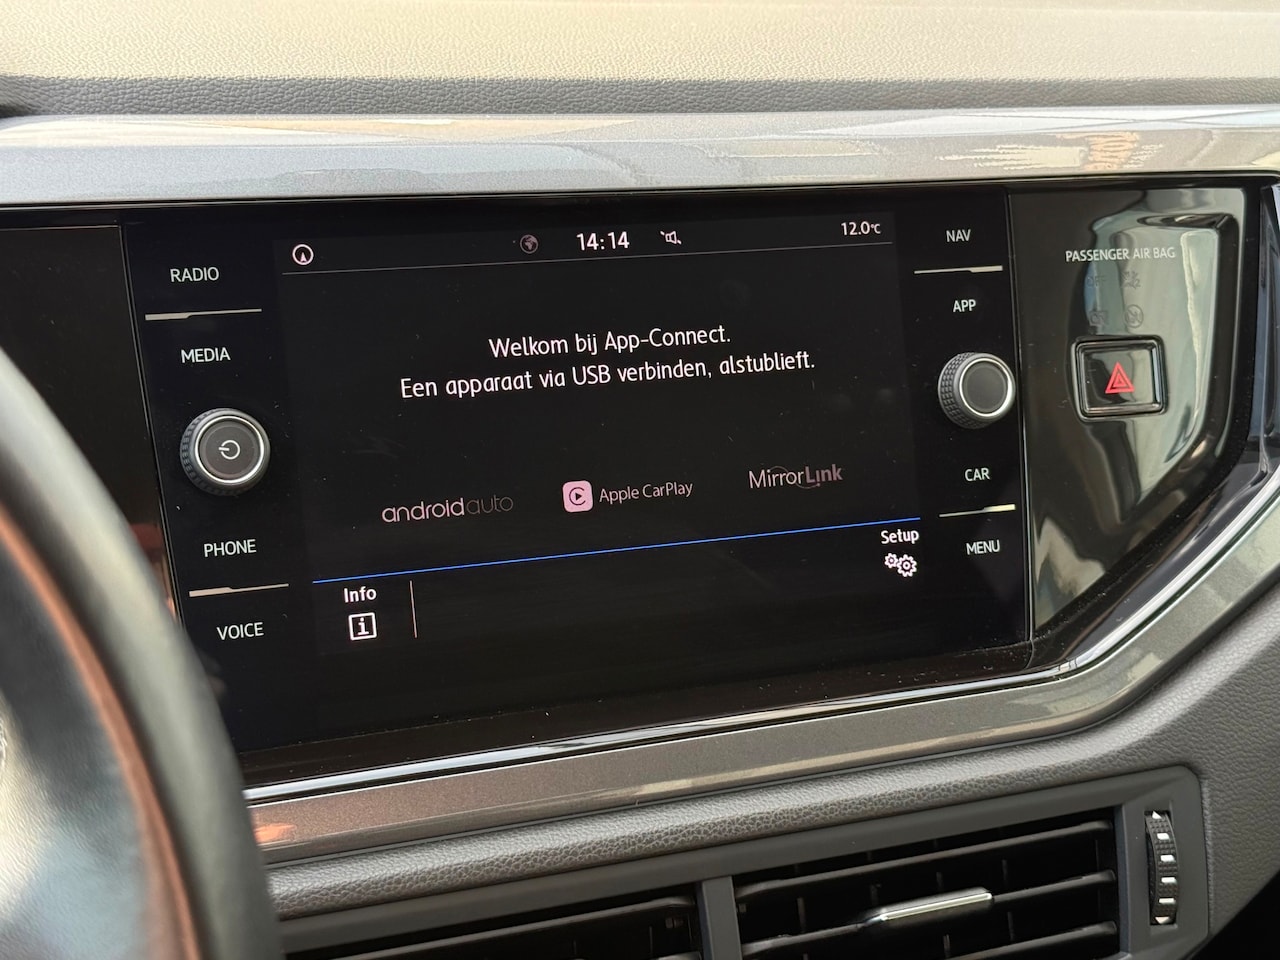 14:14
12.0°C
RADIO
MEDIA
PHONE
VOICE
Welkom bij App-Connect.
Een apparaat via USB verbinden, alstublieft.
androidauto
Apple CarPlay
MirrorLink
Info
i
Setup
NAV
APP
CAR
MENU
PASSENGER AIR BAG